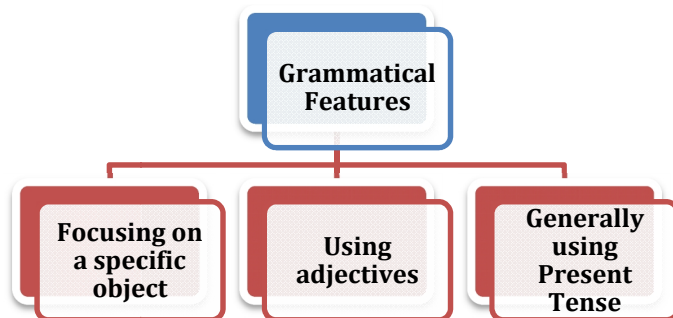 Grammatical
Features
Focusing on
a specific
object
Using
adjectives
Generally
using
Present
Tense